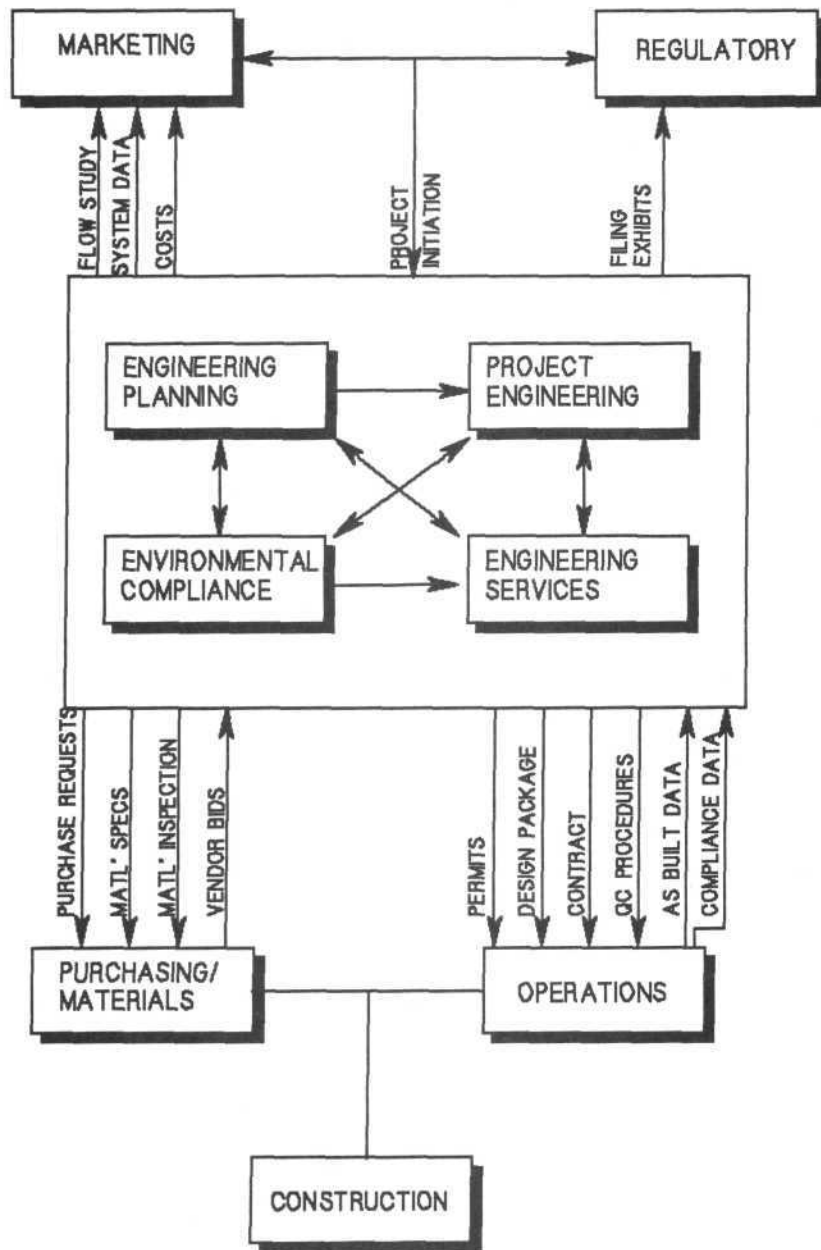 MARKETING
REGULATORY
FLOW STUDY
SYSTEM DATA
COSTS
PROJECT
INITIATION
FILING
EXHIBITS
ENGINEERING
PLANNING
PROJECT
ENGINEERING
ENVIRONMENTAL
COMPLIANCE
ENGINEERING
SERVICES
PURCHASE REQUESTS
MATL' SPECS
MATL' INSPECTION
VENDOR BIDS
PERMITS
DESIGN PACKAGE
CONTRACT
QC PROCEDURES
AS BUILT DATA
COMPLIANCE DATA
PURCHASING/
MATERIALS
OPERATIONS
CONSTRUCTION